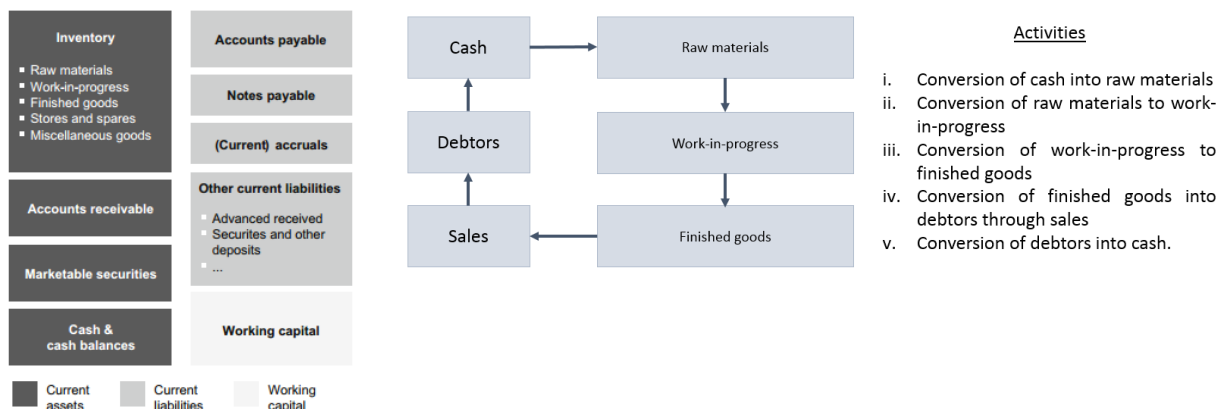 Inventory
▪ Raw materials
▪ Work-in-progress
▪ Finished goods
▪ Stores and spares
▪ Miscellaneous goods
Accounts receivable
Marketable securities
Cash &
cash balances
Accounts payable
Notes payable
(Current) accruals
Other current liabilities
▪ Advanced received
▪ Securites and other
deposits
▪ ...
Working capital
Current
assets
Current
liabilities
Working
capital
Cash
Raw materials
Debtors
Work-in-progress
Sales
Finished goods
Activities
i. Conversion of cash into raw materials
ii. Conversion of raw materials to work-
in-progress
iii. Conversion of work-in-progress to
finished goods
iv. Conversion of finished goods into
debtors through sales
v. Conversion of debtors into cash.